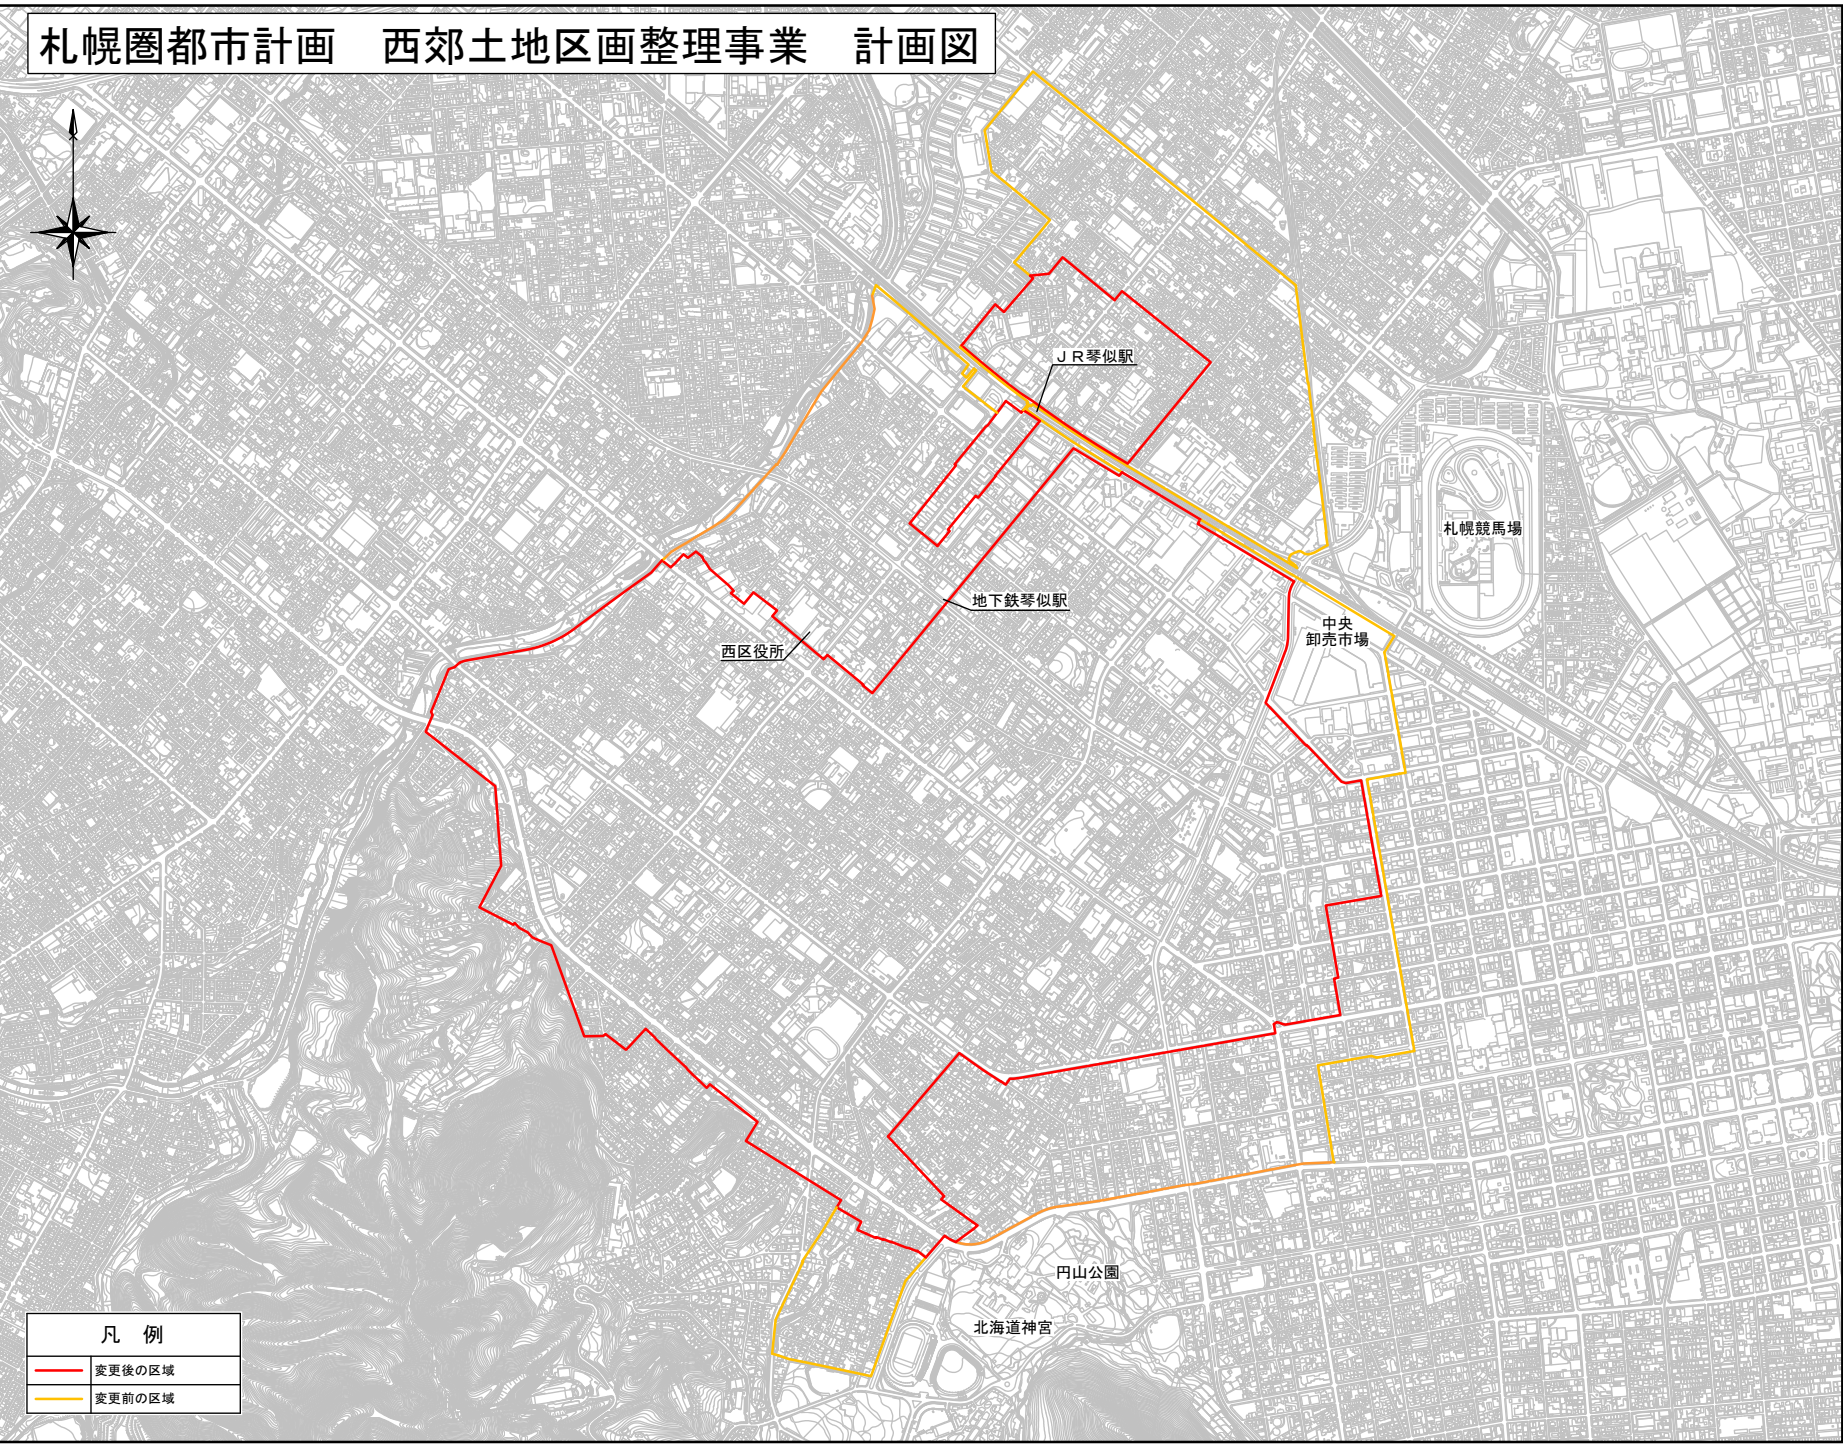 札幌圏都市計画　西郊土地区画整理事業　計画図
ＪＲ琴似駅
札幌競馬場
地下鉄琴似駅
中央
卸売市場
西区役所
円山公園
北海道神宮
凡　例
変更後の区域
変更前の区域